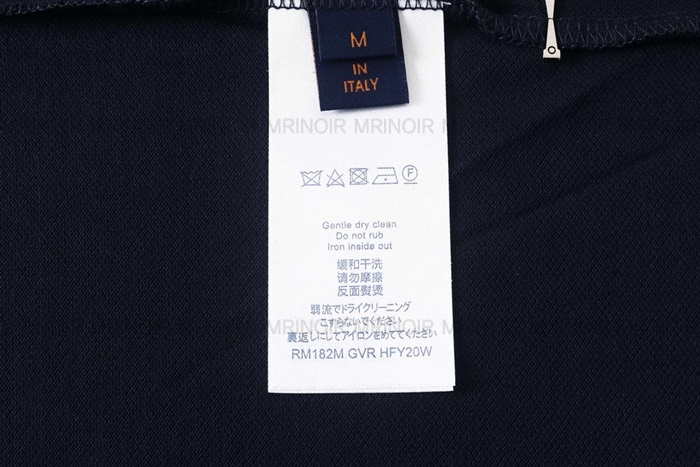 M
IN
ITALY
MRINOIR MRINOIR
F
Gentle dry clean
Do not rub
Iron inside out
缓和干洗
请勿摩擦
反面熨烫
弱流でドライクリーニング
こすらないでください
裏返しにしてアイロンをめててください
RM182M GVR HFY20W